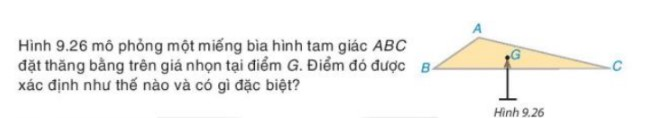 Hình 9.26 mô phỏng một miếng bìa hình tam giác ABC
đặt thăng bằng trên giá nhọn tại điểm G. Điểm đó được
xác định như thế nào và có gì đặc biệt?
A
G
B
C
Hình 9.26